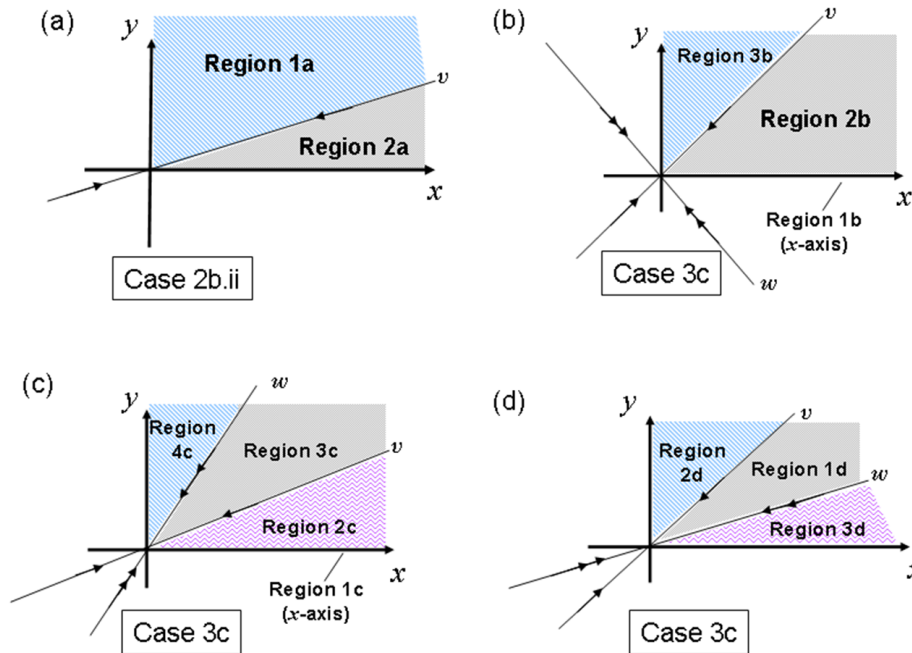 (a)
y
Region 1a
v
Region 2a
x
Case 2b.ii
(b)
y
v
Region 3b
Region 2b
x
Region 1b
(x-axis)
w
Case 3c
(c)
y
w
Region
4c
Region 3c
v
Region 2c
x
Region 1c
(x-axis)
Case 3c
(d)
y
v
Region
2d
Region 1d
w
Region 3d
x
Case 3c